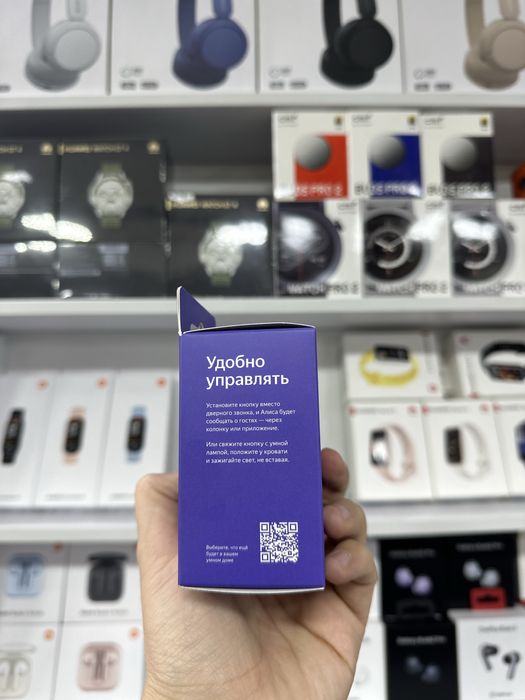 Удобно
управлять
Установите кнопку вместо
дверного звонка, и Алиса будет
сообщать о гостях — через
колонку или приложение.
Или свяжите кнопку с умной
лампой, положите у кровати
и зажигайте свет, не вставая.
Выберите, что ещё
будет в вашем
умном доме